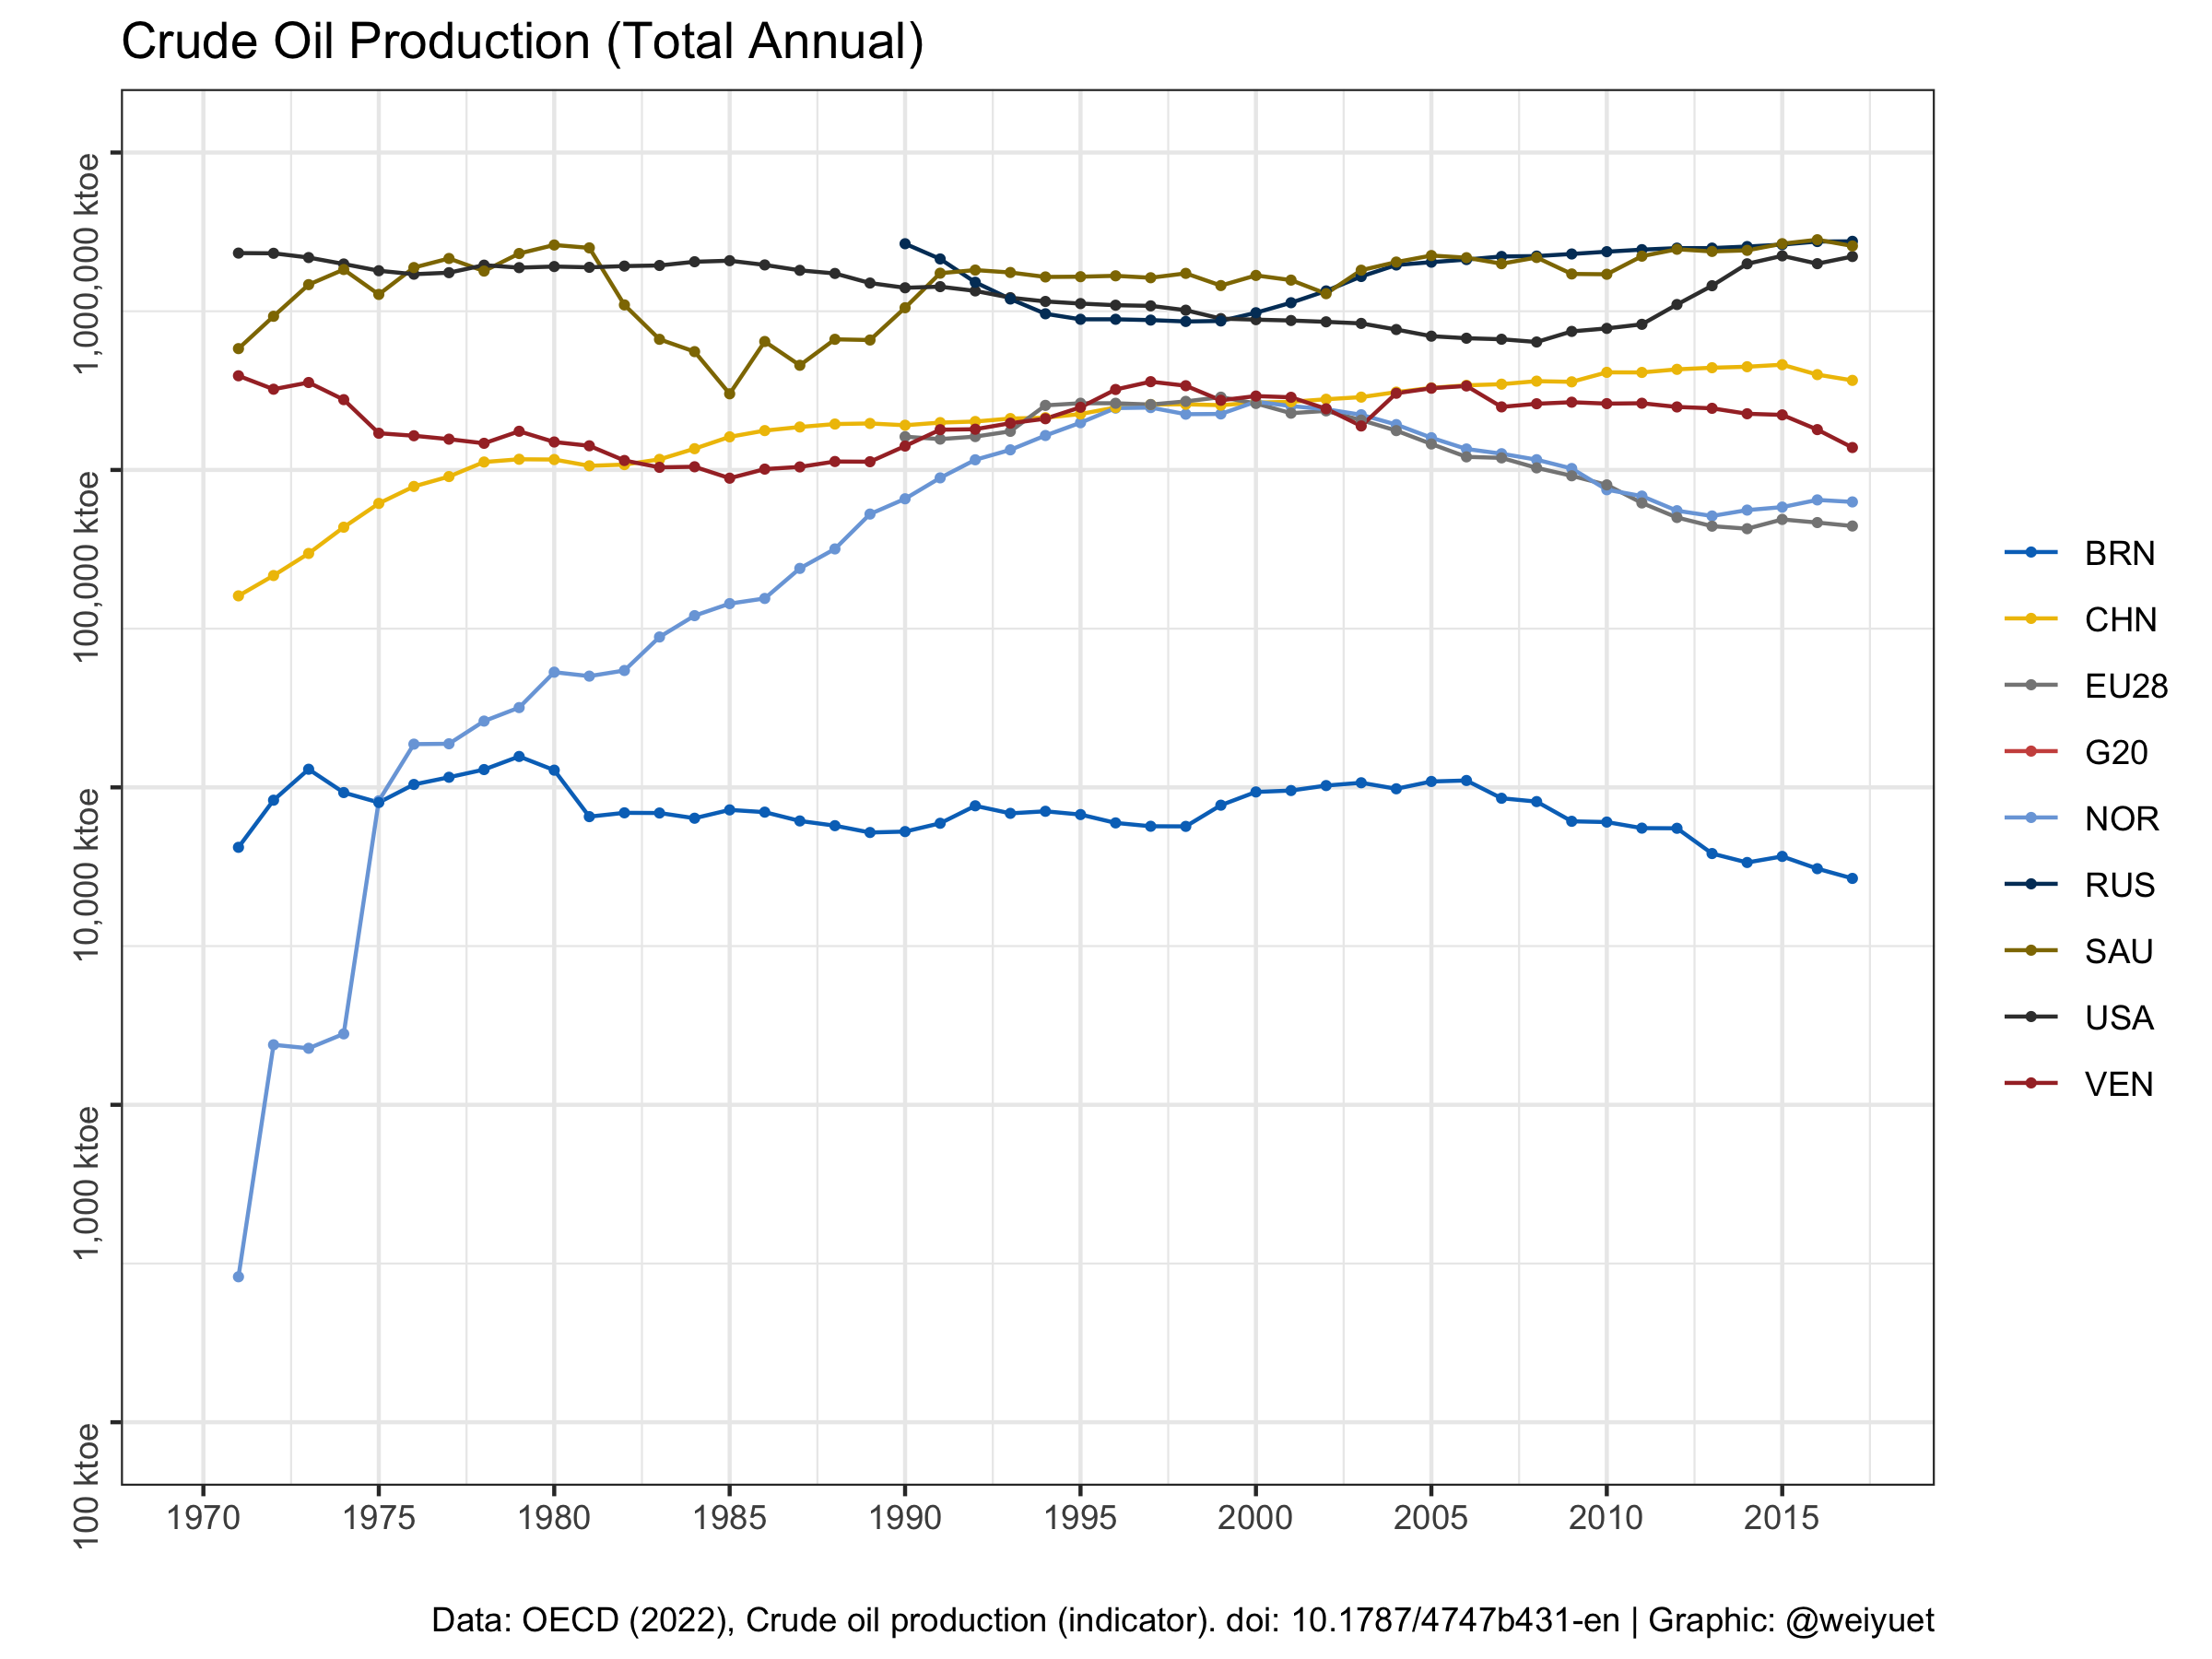 Crude Oil Production (Total Annual)
1,000,000 ktoe
100,000 ktoe
10,000 ktoe
1,000 ktoe
100 ktoe
1970 1975 1980 1985 1990 1995 2000 2005 2010 2015
BRN
CHN
EU28
G20
NOR
RUS
SAU
USA
VEN
Data: OECD (2022), Crude oil production (indicator). doi: 10.1787/4747b431-en | Graphic: @weiyuet